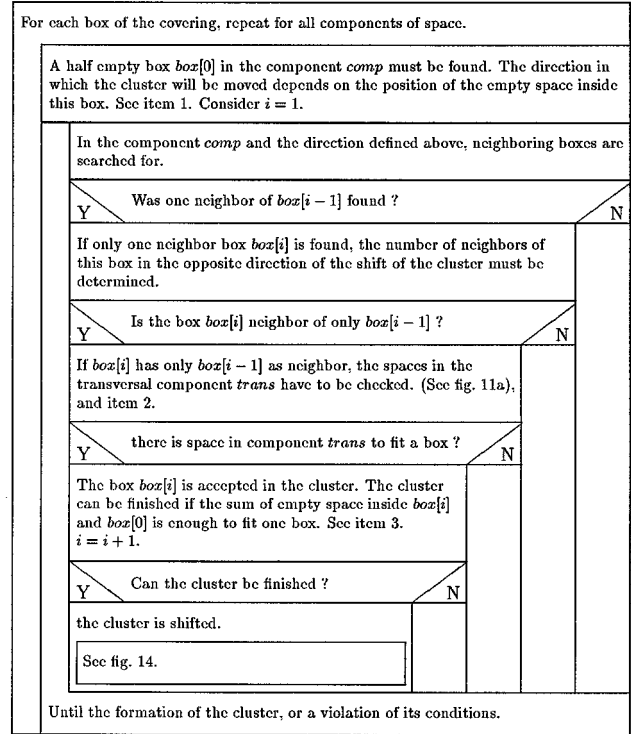 For each box of the covering, repeat for all components of space.
A half empty box box[0] in the component comp must be found. The direction in
which the cluster will be moved depends on the position of the empty space inside
this box. See item 1. Consider i = 1.
In the component comp and the direction defined above, neighboring boxes are
searched for.
Was one neighbor of box[i − 1] found ?
Y
N
If only one neighbor box box[i] is found, the number of neighbors of
this box in the opposite direction of the shift of the cluster must be
determined.
Is the box box[i] neighbor of only box[i − 1] ?
Y
N
If box[i] has only box[i − 1] as neighbor, the spaces in the
transversal component trans have to be checked. (See fig. 11a),
and item 2.
there is space in component trans to fit a box ?
Y
N
The box box[i] is accepted in the cluster. The cluster
can be finished if the sum of empty space inside box[i]
and box[0] is enough to fit one box. See item 3.
i = i + 1.
Can the cluster be finished ?
Y
N
the cluster is shifted.
See fig. 14.
Until the formation of the cluster, or a violation of its conditions.